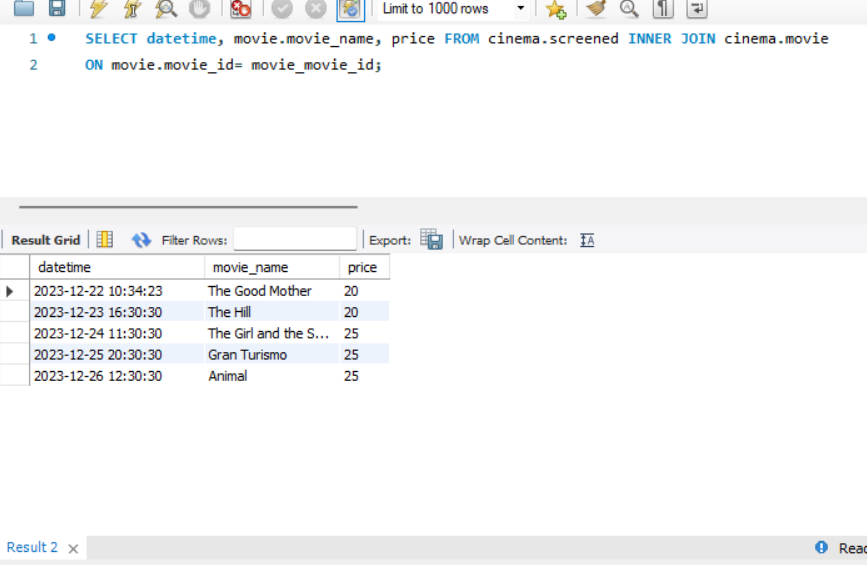 Limit to 1000 rows
1 SELECT datetime, movie.movie_name, price FROM cinema.screened INNER JOIN cinema.movie
2 ON movie.movie_id= movie_movie_id;
Result Grid Filter Rows: Export: Wrap Cell Content: IA
datetime movie_name price
2023-12-22 10:34:23 The Good Mother 20
2023-12-23 16:30:30 The Hill 20
2023-12-24 11:30:30 The Girl and the S... 25
2023-12-25 20:30:30 Gran Turismo 25
2023-12-26 12:30:30 Animal 25
Result 2 Read